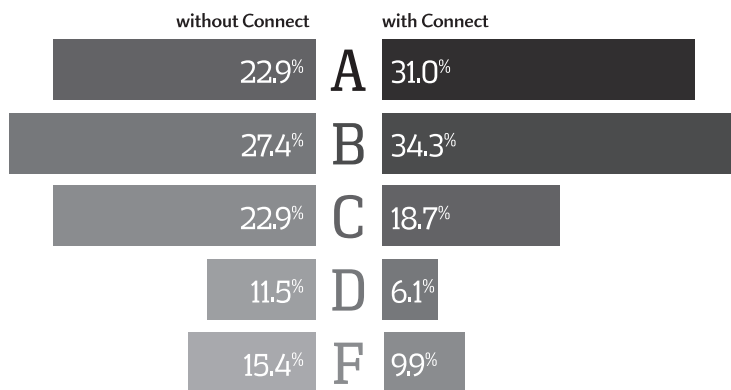 without Connect with Connect
22.9% A 31.0%
27.4% B 34.3%
22.9% C 18.7%
11.5% D 6.1%
15.4% F 9.9%